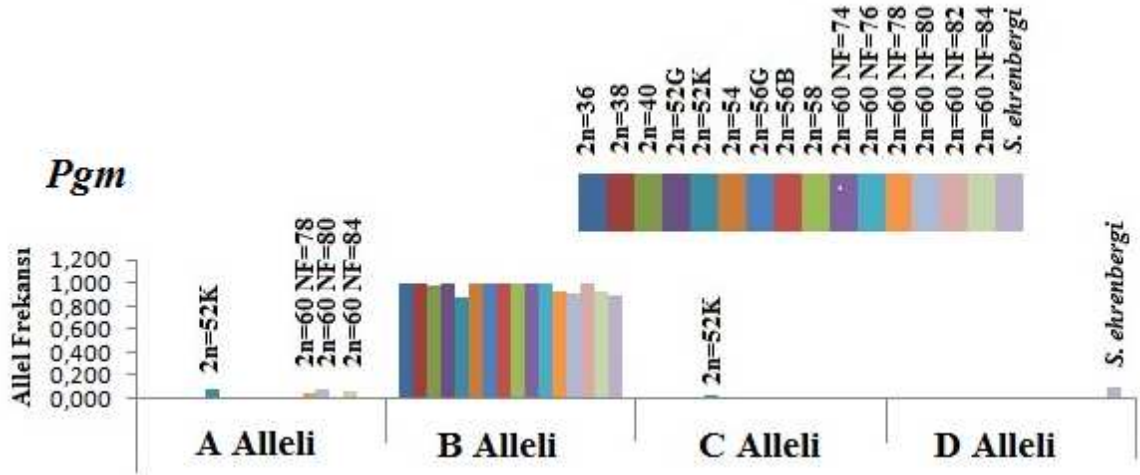 2n=36
2n=38
2n=40
2n=52G
2n=52K
2n=54
2n=56G
2n=56B
2n=58
2n=60 NF=74
2n=60 NF=76
2n=60 NF=78
2n=60 NF=80
2n=60 NF=82
2n=60 NF=84
S. ehrenbergi
Pgm
Allel Frekansı
1,200
1,000
0,800
0,600
0,400
0,200
0,000
2n=52K
2n=60 NF=78
2n=60 NF=80
2n=60 NF=84
2n=52K
S. ehrenbergi
A Alleli
B Alleli
C Alleli
D Alleli